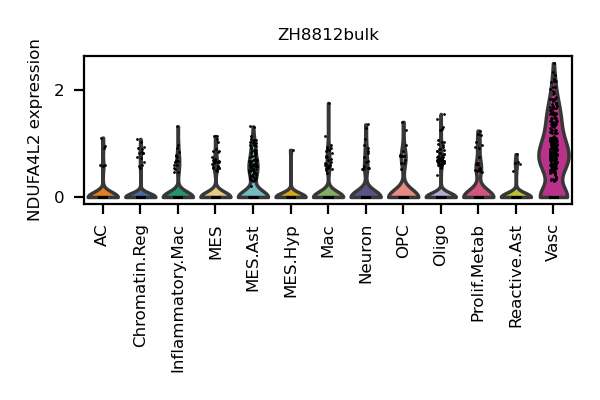 ZH8812bulk
NDUFA4L2 expression
2
0
AC
Chromatin.Reg
Inflammatory.Mac
MES
MES.Ast
MES.Hyp
Mac
Neuron
OPC
Oligo
Prolif.Metab
Reactive.Ast
Vasc